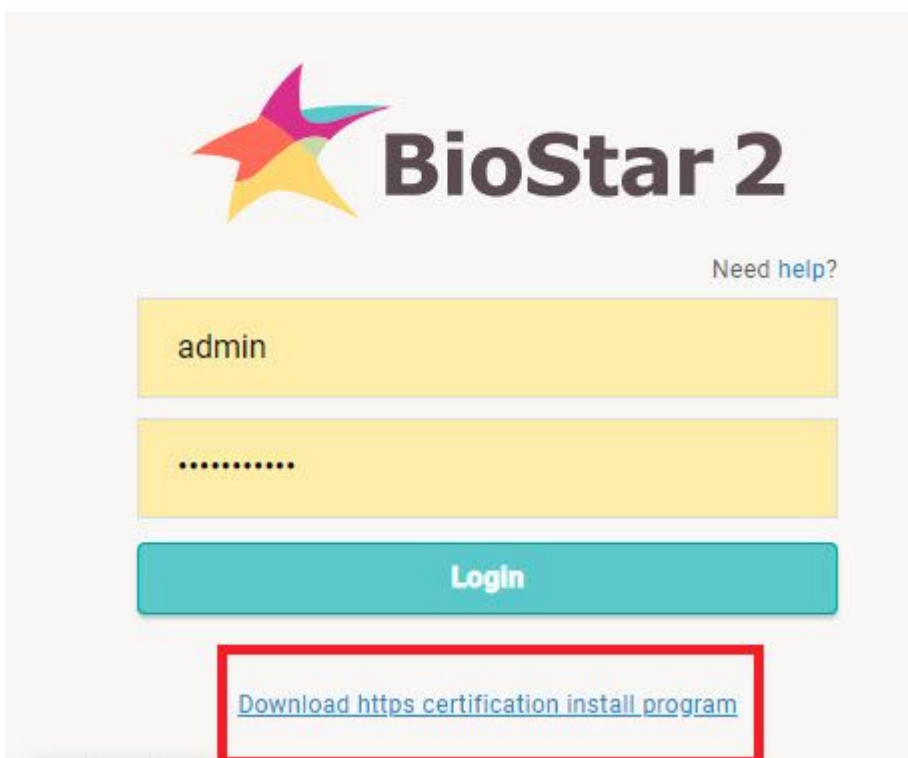 BioStar 2
Need help?
admin
•••••••••••
Login
Download https certification install program